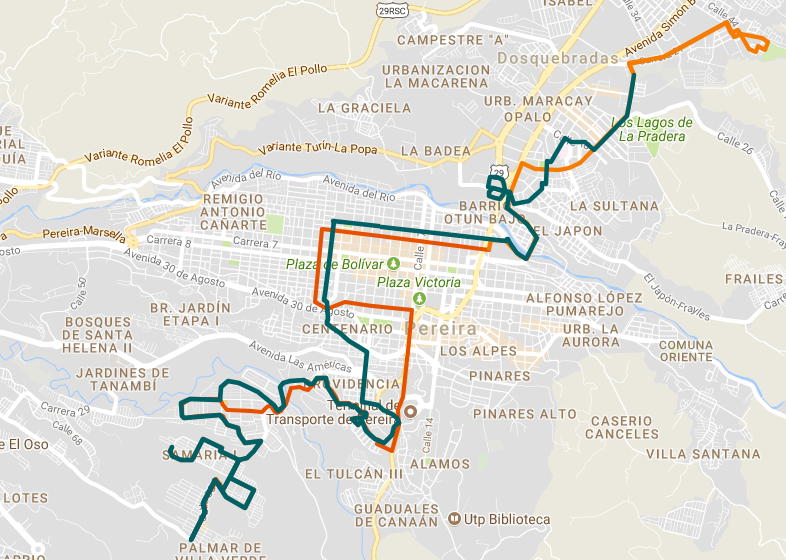 ISABEL
29RSC
Calle 34
Calle 44
CAMPESTRE "A"
Avenida Simón B
Dosquebradas
URBANIZACION
LA MACARENA
Variante Romelia El Pollo
URB. MARACAY
OPALO
LA GRACIELA
Los Lagos de
La Pradera
Calle 26
Variante Romelia El Pollo
Variante Turín-La Popa
LA BADEA
29
Avenida del Río
Avenida del Río
REMIGIO
ANTONIO
CAÑARTE
BARRIO
OTUN BAJO
LA SULTANA
EL JAPON
La Pradera-Frayles
Pereira-Marsella
Carrera 8
Carrera 7
Avenida 30 de Agosto
Plaza de Bolívar
Calle
Plaza Victoria
El Japón-Frayles
FRAILES
Calle 50
Avenida 30 de Agosto
BR. JARDÍN
ETAPA I
CENTENARIO
Pereira
ALFONSO LÓPEZ
PUMAREJO
URB. LA
AURORA
BOSQUES
DE SANTA
HELENA II
Avenida Las Américas
LOS ALPES
COMUNA
ORIENTE
JARDINES DE
TANAMBÍ
PROVIDENCIA
PINARES
Carrera 29
Calle 68
Terminal de
Transporte de Pereira
PINARES ALTO
CASERIO
CANCELES
Calle 14
e El Oso
SAMARIA I
VILLA SANTANA
EL TULCÁN III
ALAMOS
LOTES
GUADUALES
DE CANAÁN
Utp Biblioteca
PALMAR DE
VILLA VERDE